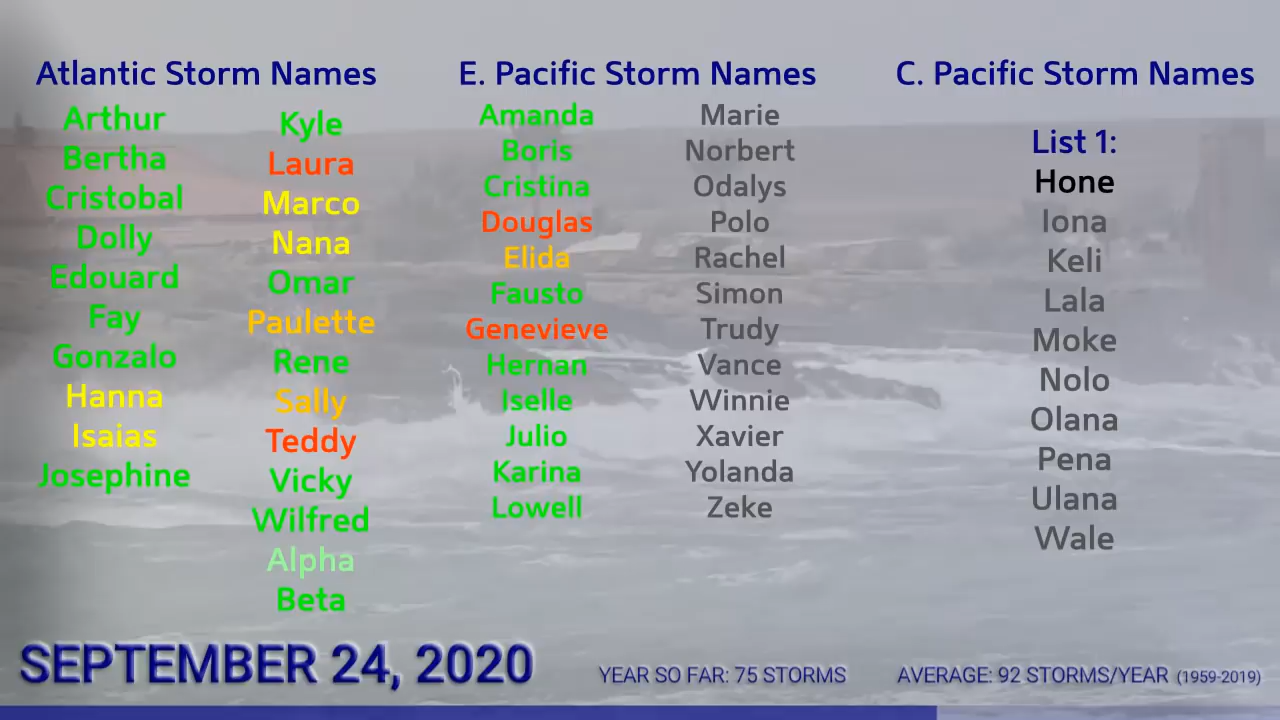 Atlantic Storm Names
Arthur
Bertha
Cristobal
Dolly
Edouard
Fay
Gonzalo
Hanna
Isaias
Josephine
Kyle
Laura
Marco
Nana
Omar
Paulette
Rene
Sally
Teddy
Vicky
Wilfred
Alpha
Beta
E. Pacific Storm Names
Amanda
Boris
Cristina
Douglas
Elida
Fausto
Genevieve
Hernan
Iselle
Julio
Karina
Lowell
Marie
Norbert
Odalys
Polo
Rachel
Simon
Trudy
Vance
Winnie
Xavier
Yolanda
Zeke
C. Pacific Storm Names
List 1:
Hone
Iona
Keli
Lala
Moke
Nolo
Olana
Pena
Ulana
Wale
SEPTEMBER 24, 2020
YEAR SO FAR: 75 STORMS
AVERAGE: 92 STORMS/YEAR (1959-2019)